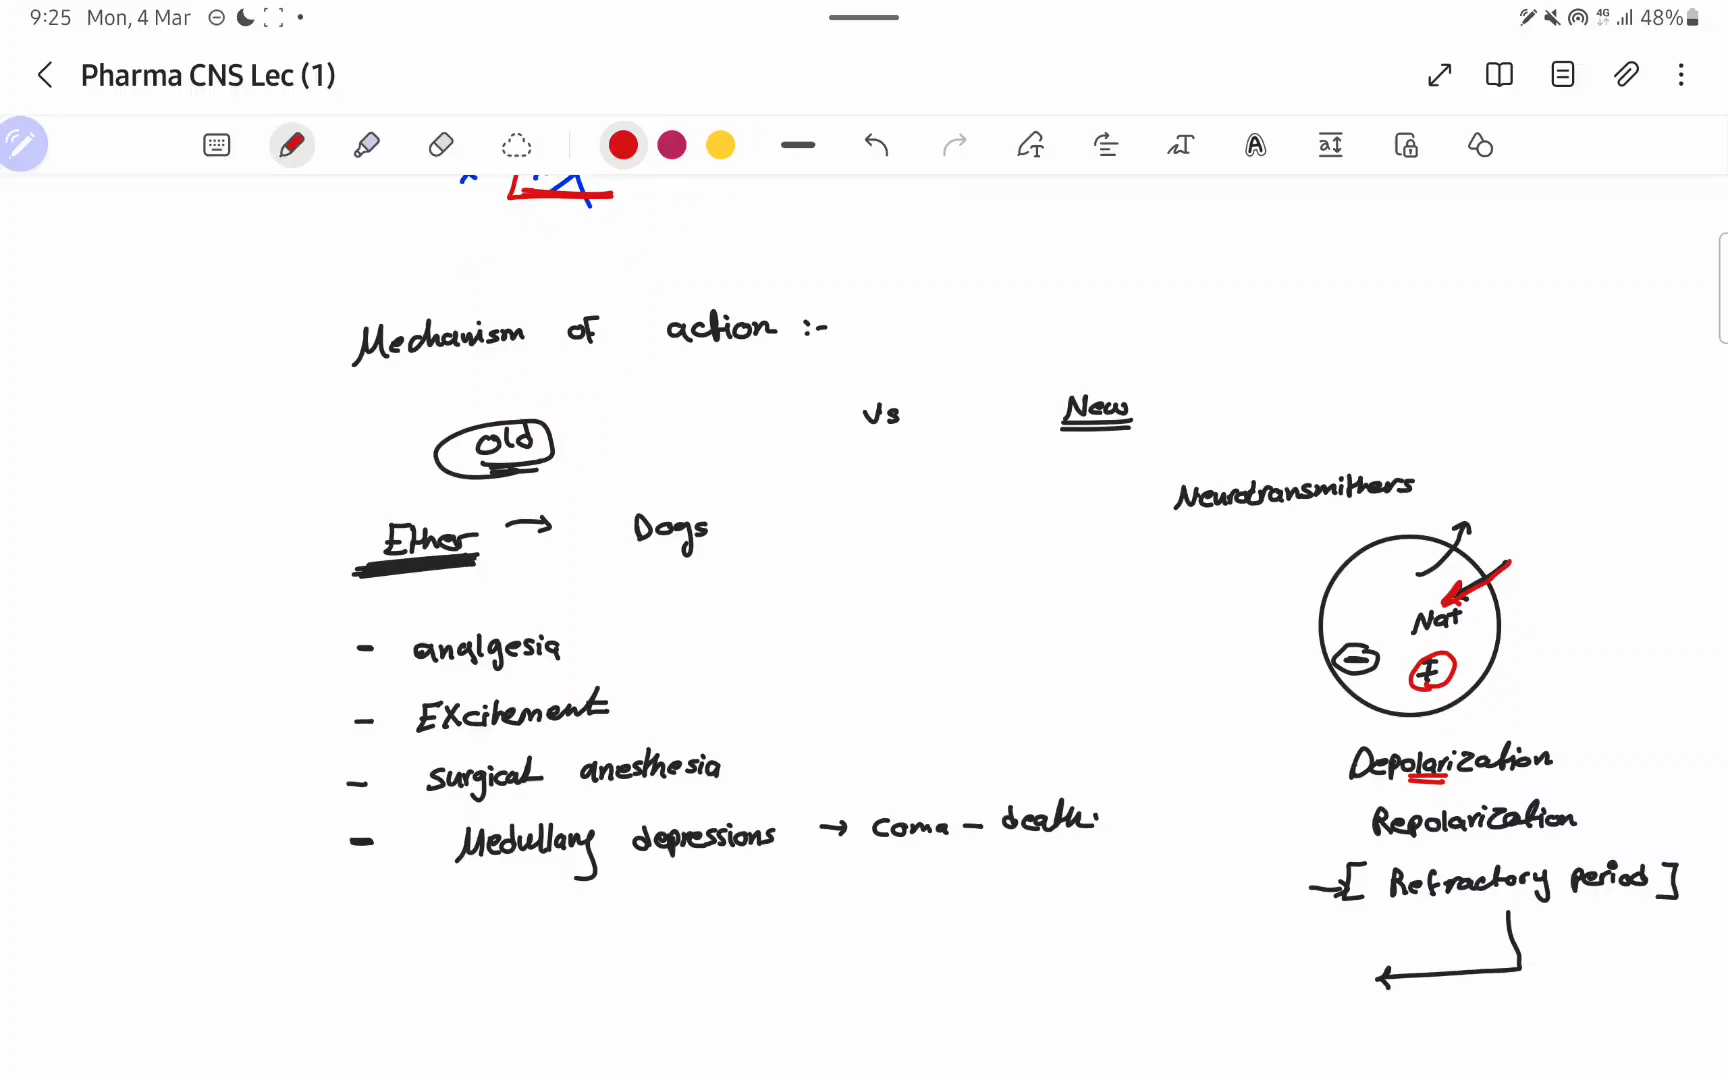 9:25 Mon, 4 Mar
4G 48%
Pharma CNS Lec (1)
Mechanism of action :-
old vs New
Ether → Dogs
- analgesia
- EXcitement
- Surgical anesthesia
- Medullary depressions → coma - death.
Neurotransmitters
Na+
- +
Depolarization
Repolarization
→ [ Refractory period ]